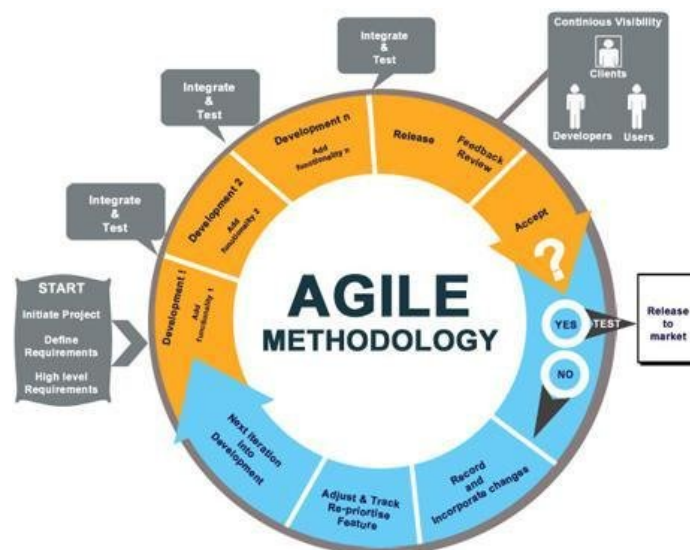 Continious Visibility
Clients
Developers
Users
Integrate
&
Test
Integrate
&
Test
Integrate
&
Test
START
Initiate Project
Define
Requirements
High level
Requirements
Development 1
Add
functionality 1
Development 2
Add
functionality 2
Development n
Add
functionality n
Release
Feedback
Review
Accept
?
YES
TEST
Release
to
market
NO
Record
and
Incorporate changes
Adjust & Track
Re-priortise
Feature
Next Iteration
into
Development
AGILE
METHODOLOGY